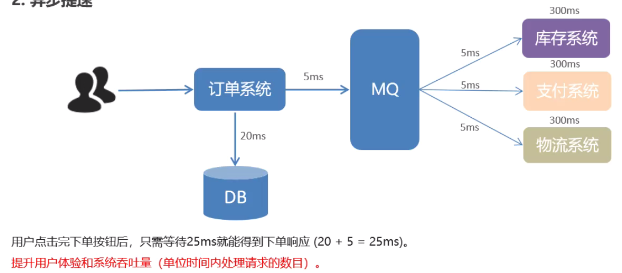 2. 异步提速
300ms
库存系统
5ms
300ms
订单系统
5ms
MQ
5ms
支付系统
20ms
5ms
300ms
物流系统
DB
用户点击完下单按钮后，只需等待25ms就能得到下单响应 (20 + 5 = 25ms)。
提升用户体验和系统吞吐量（单位时间内处理请求的数目）。